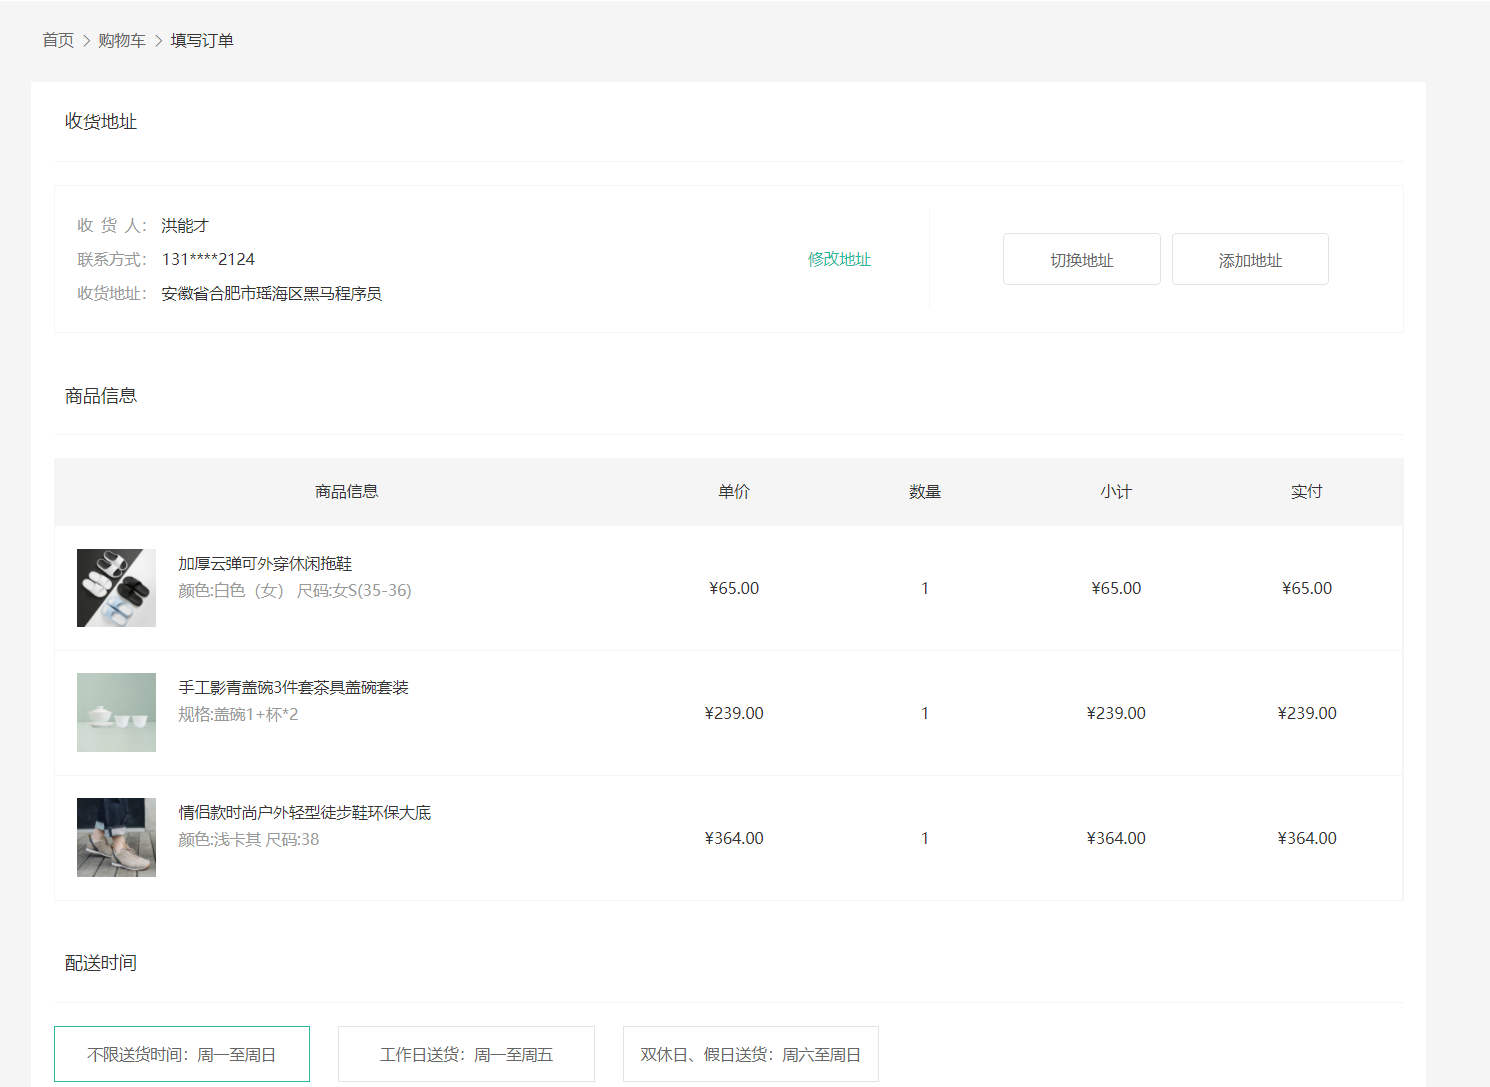 首页 > 购物车 > 填写订单
收货地址
收 货 人： 洪能才
联系方式： 131****2124
收货地址： 安徽省合肥市瑶海区黑马程序员
修改地址
切换地址 添加地址
商品信息
商品信息 单价 数量 小计 实付
加厚云弹可外穿休闲拖鞋
颜色:白色（女） 尺码:女S(35-36)
¥65.00 1 ¥65.00 ¥65.00
手工影青盖碗3件套茶具盖碗套装
规格:盖碗1+杯*2
¥239.00 1 ¥239.00 ¥239.00
情侣款时尚户外轻型徒步鞋环保大底
颜色:浅卡其 尺码:38
¥364.00 1 ¥364.00 ¥364.00
配送时间
不限送货时间：周一至周日 工作日送货：周一至周五 双休日、假日送货：周六至周日